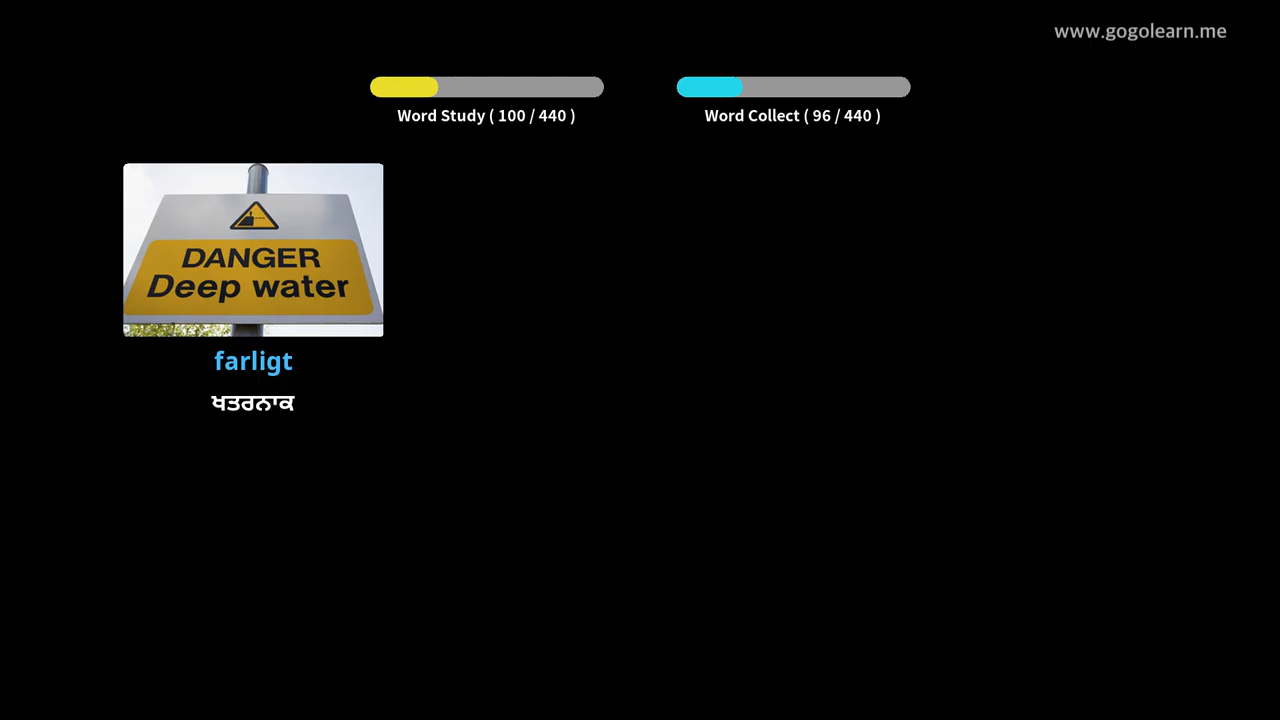 www.gogolearn.me
Word Study ( 100 / 440 )
Word Collect ( 96 / 440 )
DANGER
Deep water
farligt
ਖਤਰਨਾਕ